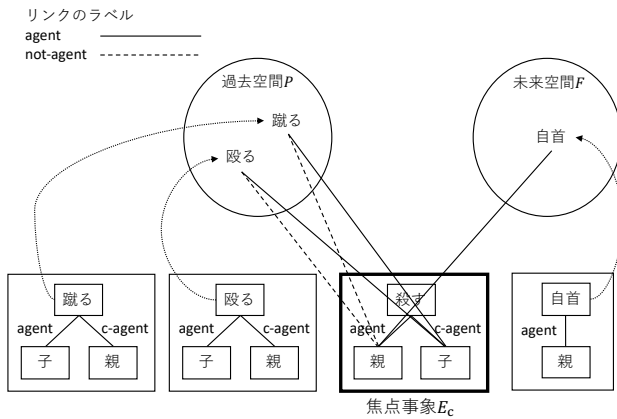 リンクのラベル
agent
not-agent
過去空間P
未来空間F
蹴る
殴る
自首
蹴る
agent
c-agent
子
親
殴る
agent
c-agent
子
親
殺す
agent
c-agent
親
子
自首
agent
親
焦点事象Ec